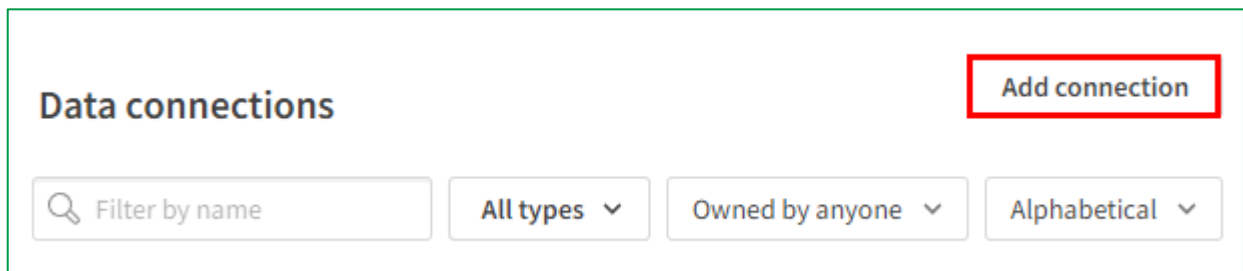 Data connections
Add connection
Filter by name
All types
Owned by anyone
Alphabetical